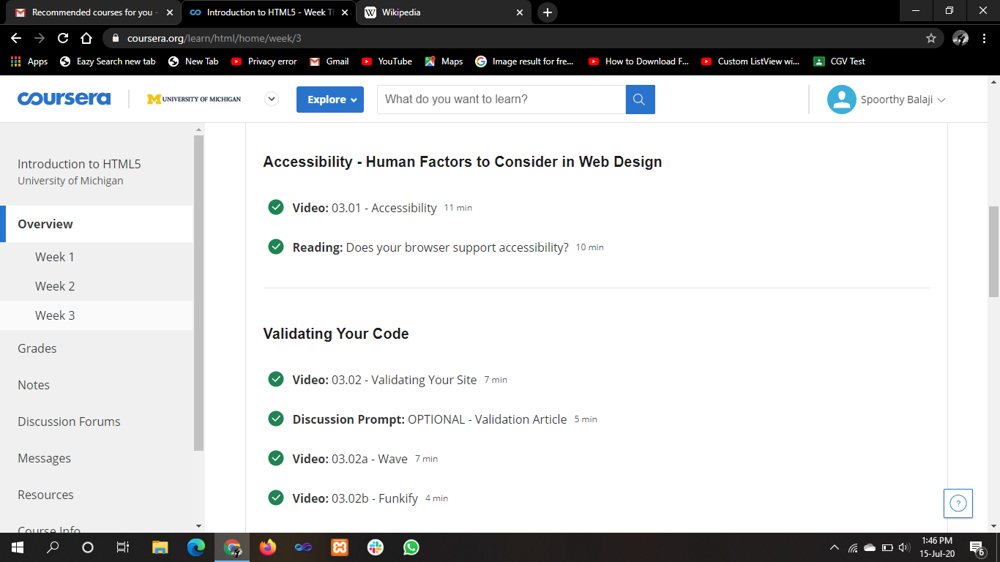 Recommended courses for you -
Introduction to HTML5 - Week Th
W Wikipedia
coursera.org/learn/html/home/week/3
Apps
Eazy Search new tab
New Tab
Privacy error
Gmail
YouTube
Maps
Image result for fre...
How to Download F...
Custom ListView wi...
CGV Test
coursera
M UNIVERSITY OF MICHIGAN
Explore
What do you want to learn?
Spoorthy Balaji
Introduction to HTML5
University of Michigan
Overview
Week 1
Week 2
Week 3
Grades
Notes
Discussion Forums
Messages
Resources
Course Info
Accessibility - Human Factors to Consider in Web Design
Video: 03.01 - Accessibility 11 min
Reading: Does your browser support accessibility? 10 min
Validating Your Code
Video: 03.02 - Validating Your Site 7 min
Discussion Prompt: OPTIONAL - Validation Article 5 min
Video: 03.02a - Wave 7 min
Video: 03.02b - Funkify 4 min
?
1:46 PM
15-Jul-20
6